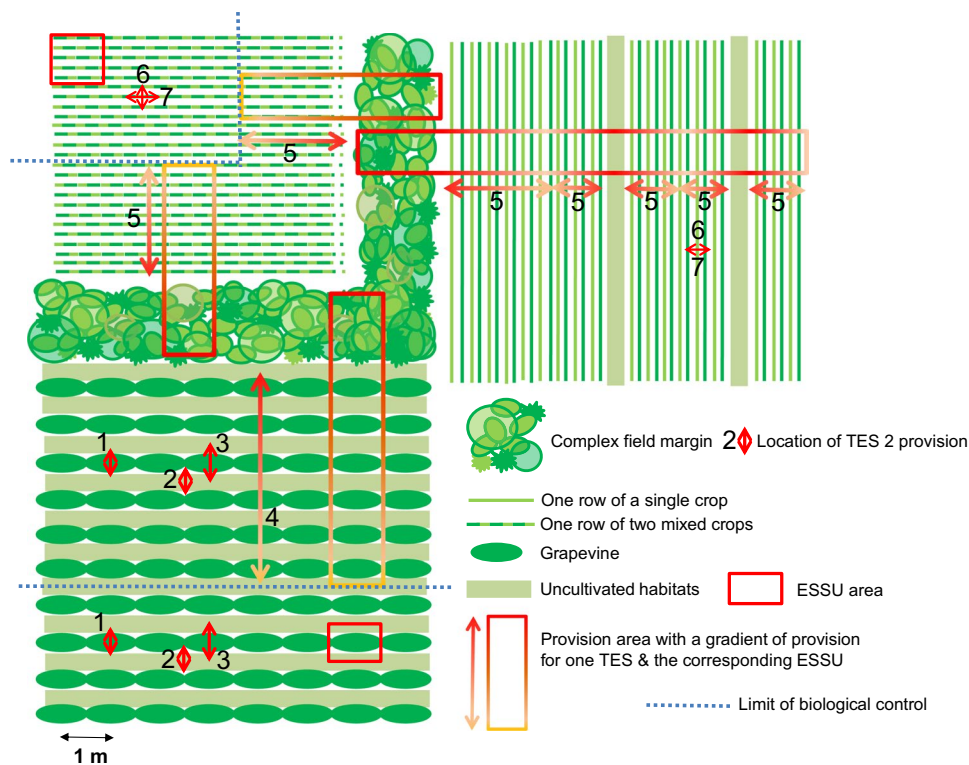 6
7
5
5
5
5
5
5
5
6
7
1
3
2
4
1
2
3
1 m
Complex field margin
2
Location of TES 2 provision
One row of a single crop
One row of two mixed crops
Grapevine
Uncultivated habitats
ESSU area
Provision area with a gradient of provision
for one TES & the corresponding ESSU
Limit of biological control